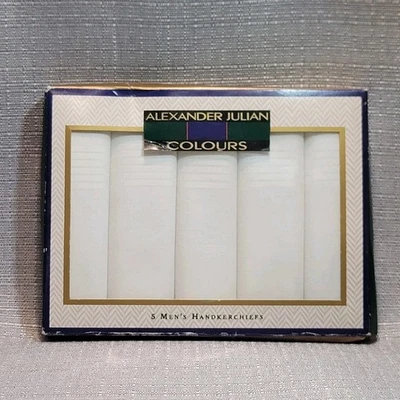 ALEXANDER JULIAN
COLOURS
5 MEN'S HANDKERCHIEFS